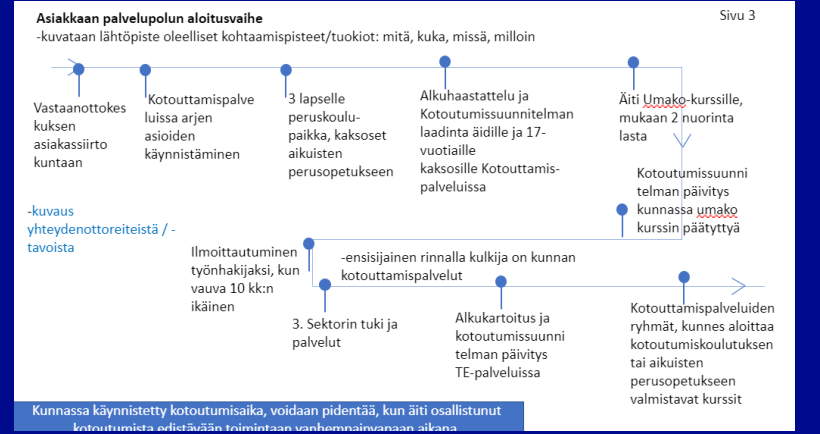 Asiakkaan palvelupolun aloitusvaihe
Sivu 3
-kuvataan lähtöpiste oleelliset kohtaamispisteet/tuokiot: mitä, kuka, missä, milloin
Vastaanottokes
kuksen
asiakassiirto
kuntaan
Kotouttamispalve
luissa arjen
asioiden
käynnistäminen
3 lapselle
peruskoulu-
paikka, kaksoset
aikuisten
perusopetukseen
Alkuhaastattelu ja
Kotoutumissuunnitelman
laadinta äidille ja 17-
vuotiaille
kaksosille Kotouttamis-
palveluissa
Äiti Umako-kurssille,
mukaan 2 nuorinta
lasta
Kotoutumissuunni
telman päivitys
kunnassa umako
kurssin päätyttyä
-kuvaus
yhteydenottoreiteistä / -
tavoista
Ilmoittautuminen
työnhakijaksi, kun
vauva 10 kk:n
ikäinen
-ensisijainen rinnalla kulkija on kunnan
kotouttamispalvelut
3. Sektorin tuki ja
palvelut
Alkukartoitus ja
kotoutumissuunni
telman päivitys
TE-palveluissa
Kotouttamispalveluiden
ryhmät, kunnes aloittaa
kotoutumiskoulutuksen
tai aikuisten
perusopetukseen
valmistavat kurssit
Kunnassa käynnistetty kotoutumisaika, voidaan pidentää, kun äiti osallistunut
kotoutumista edistävään toimintaan vanhempainvapaan aikana